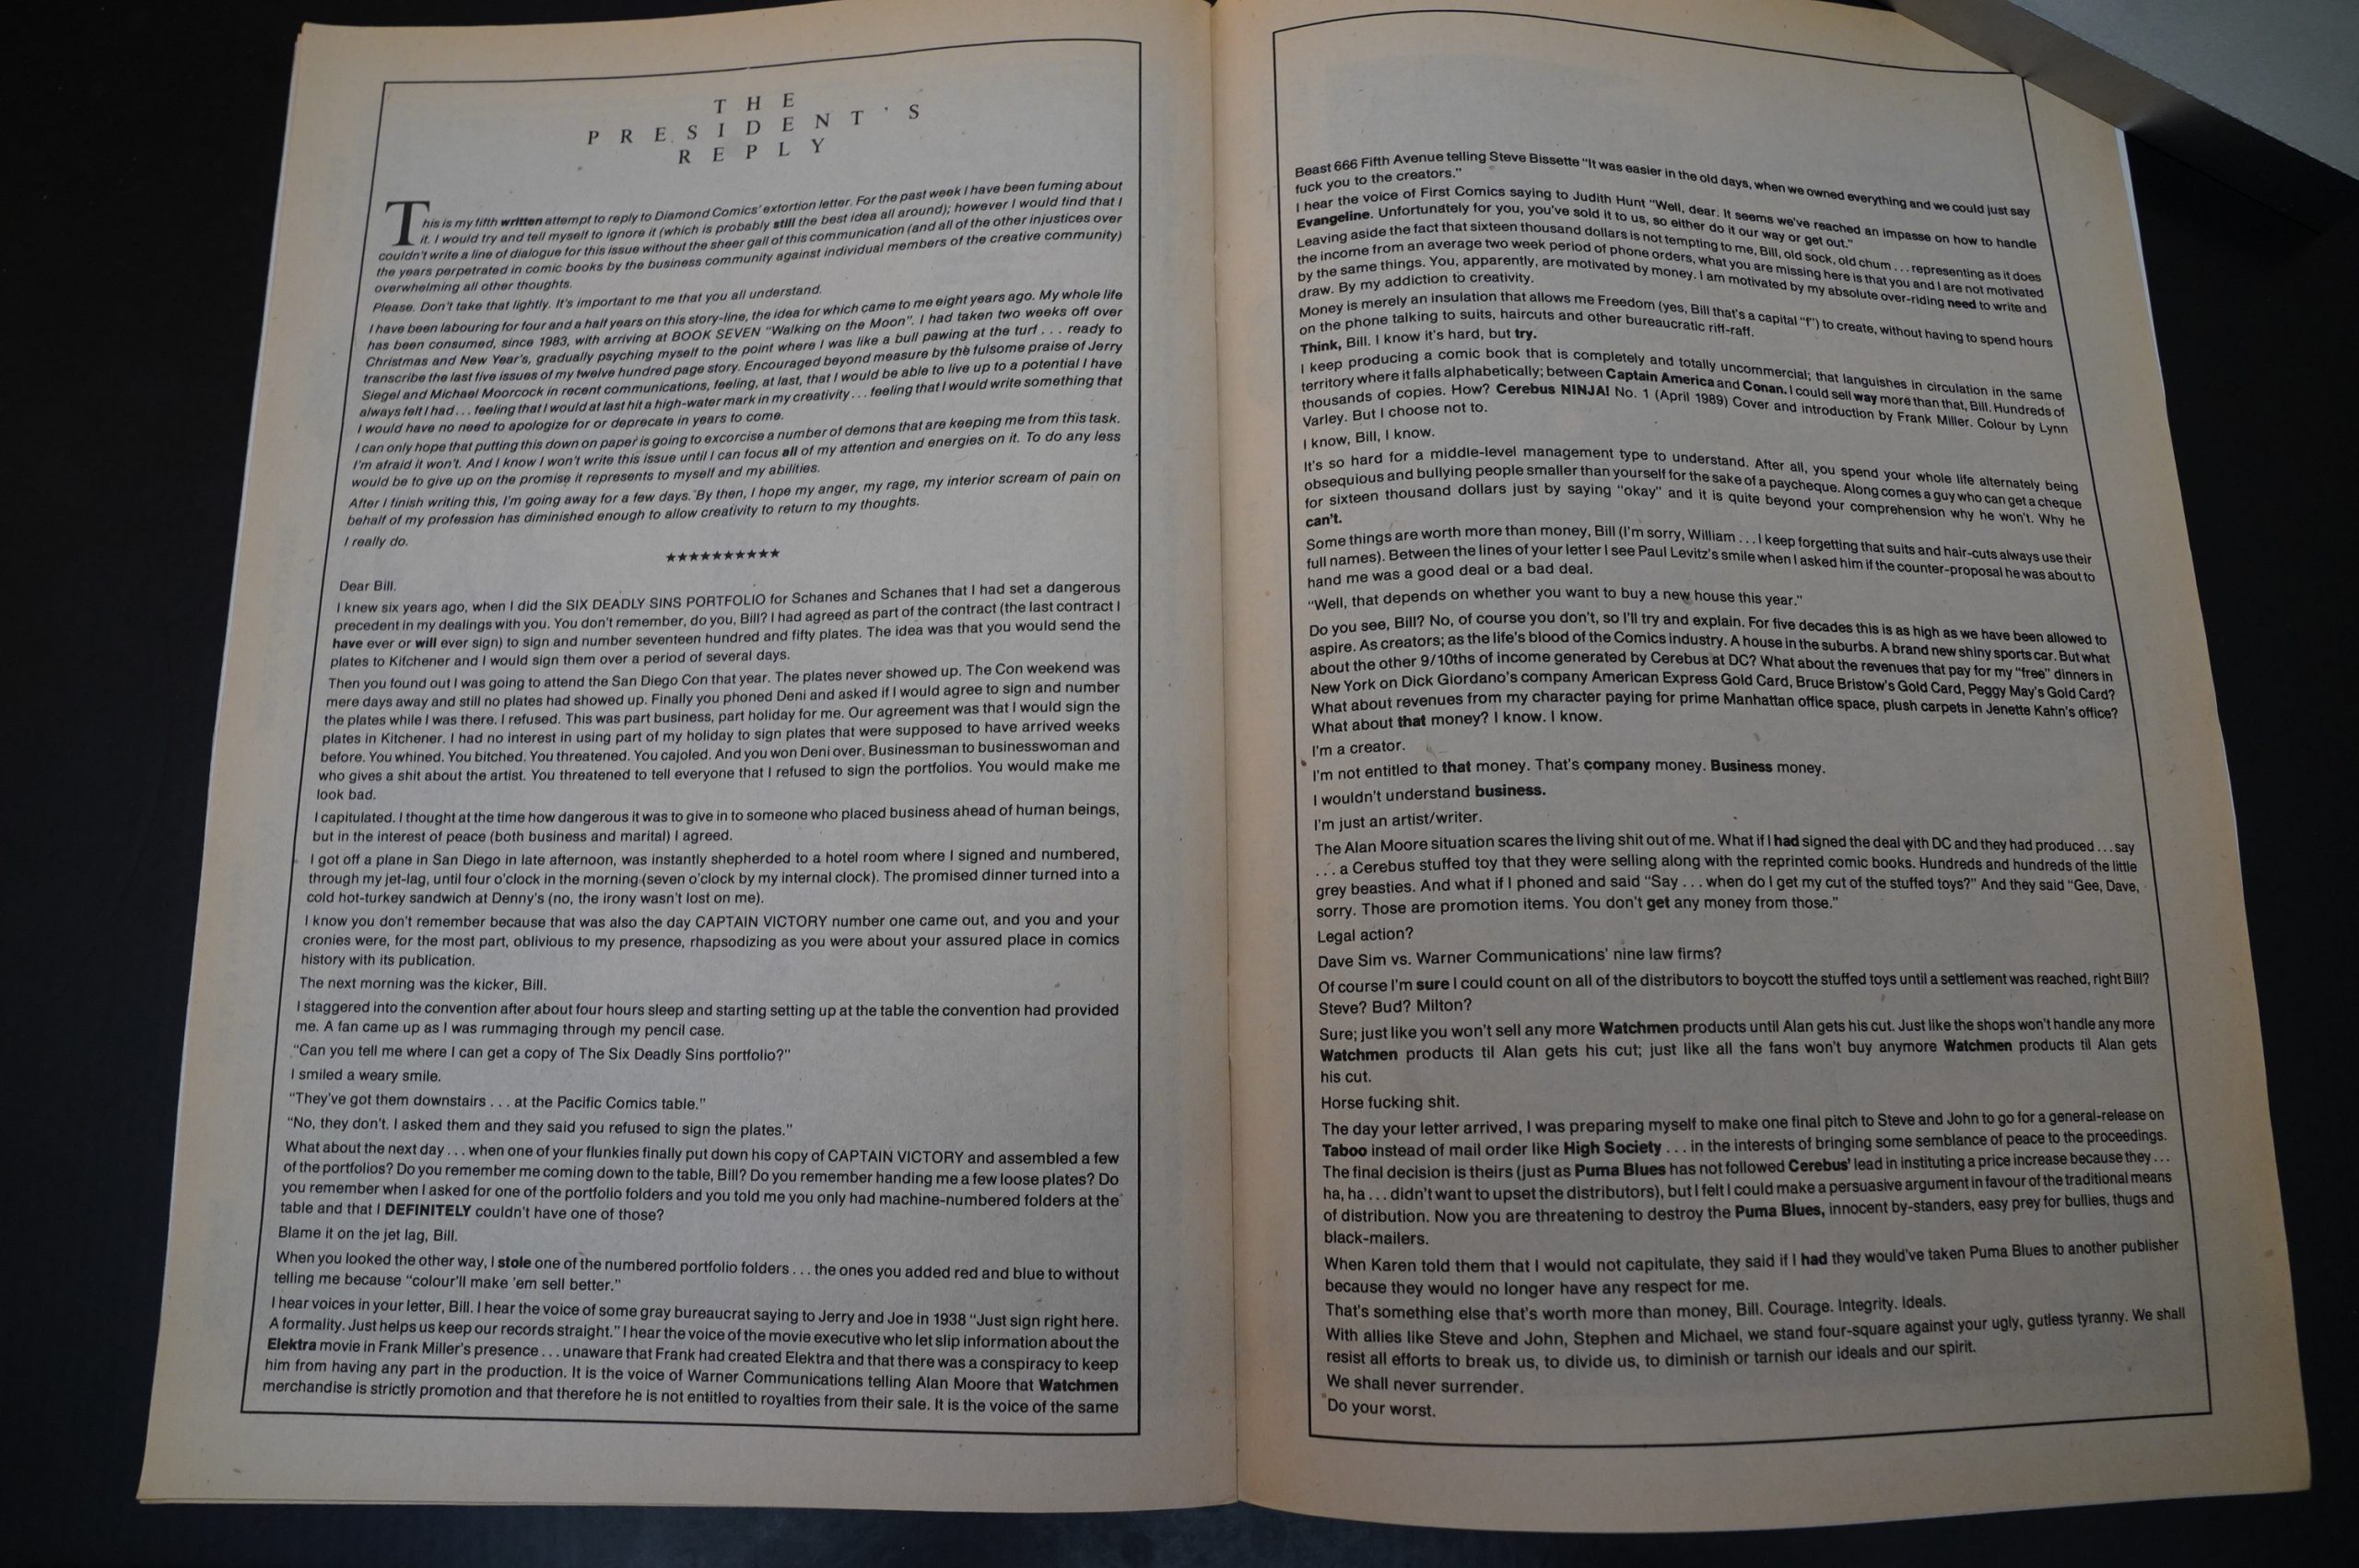 THE
PRESIDENT'S
REPLY
This is my fifth written attempt to reply to Diamond Comics' extortion letter. For the past week I have been fuming about
it. I would try and tell myself to ignore it (which is probably still the best idea all around); however I would find that I
couldn't write a line of dialogue for this issue without the sheer gall of this communication (and all of the other injustices over
the years perpetrated in comic books by the business community against individual members of the creative community)
overwhelming all other thoughts.
Please. Don't take that lightly. It's important to me that you all understand.
I have been labouring for four and a half years on this story-line, the idea for which came to me eight years ago. My whole life
has been consumed, since 1983, with arriving at BOOK SEVEN "Walking on the Moon". I had taken two weeks off over
Christmas and New Year's, gradually psyching myself to the point where I was like a bull pawing at the turf . . . ready to
transcribe the last five issues of my twelve hundred page story. Encouraged beyond measure by the fulsome praise of Jerry
Siegel and Michael Moorcock in recent communications, feeling, at last, that I would be able to live up to a potential I have
always felt I had . . . feeling that I would at last hit a high-water mark in my creativity . . . feeling that I would write something that
I would have no need to apologize for or deprecate in years to come.
I can only hope that putting this down on paper is going to excorcise a number of demons that are keeping me from this task.
I'm afraid it won't. And I know I won't write this issue until I can focus all of my attention and energies on it. To do any less
would be to give up on the promise it represents to myself and my abilities.
After I finish writing this, I'm going away for a few days. By then, I hope my anger, my rage, my interior scream of pain on
behalf of my profession has diminished enough to allow creativity to return to my thoughts.
I really do.
★★★★★★★★★★
Dear Bill.
I knew six years ago, when I did the SIX DEADLY SINS PORTFOLIO for Schanes and Schanes that I had set a dangerous
precedent in my dealings with you. You don't remember, do you, Bill? I had agreed as part of the contract (the last contract I
have ever or will ever sign) to sign and number seventeen hundred and fifty plates. The idea was that you would send the
plates to Kitchener and I would sign them over a period of several days.
Then you found out I was going to attend the San Diego Con that year. The plates never showed up. The Con weekend was
mere days away and still no plates had showed up. Finally you phoned Deni and asked if I would agree to sign and number
the plates while I was there. I refused. This was part business, part holiday for me. Our agreement was that I would sign the
plates in Kitchener. I had no interest in using part of my holiday to sign plates that were supposed to have arrived weeks
before. You whined. You bitched. You threatened. You cajoled. And you won Deni over. Businessman to businesswoman and
who gives a shit about the artist. You threatened to tell everyone that I refused to sign the portfolios. You would make me
look bad.
I capitulated. I thought at the time how dangerous it was to give in to someone who placed business ahead of human beings,
but in the interest of peace (both business and marital) I agreed.
I got off a plane in San Diego in late afternoon, was instantly shepherded to a hotel room where I signed and numbered,
through my jet-lag, until four o'clock in the morning (seven o'clock by my internal clock). The promised dinner turned into a
cold hot-turkey sandwich at Denny's (no, the irony wasn't lost on me).
I know you don't remember because that was also the day CAPTAIN VICTORY number one came out, and you and your
cronies were, for the most part, oblivious to my presence, rhapsodizing as you were about your assured place in comics
history with its publication.
The next morning was the kicker, Bill.
I staggered into the convention after about four hours sleep and starting setting up at the table the convention had provided
me. A fan came up as I was rummaging through my pencil case.
"Can you tell me where I can get a copy of The Six Deadly Sins portfolio?"
I smiled a weary smile.
"They've got them downstairs . . . at the Pacific Comics table."
"No, they don't. I asked them and they said you refused to sign the plates."
What about the next day . . . when one of your flunkies finally put down his copy of CAPTAIN VICTORY and assembled a few
of the portfolios? Do you remember me coming down to the table, Bill? Do you remember handing me a few loose plates? Do
you remember when I asked for one of the portfolio folders and you told me you only had machine-numbered folders at the
table and that I DEFINITELY couldn't have one of those?
Blame it on the jet lag, Bill.
When you looked the other way, I stole one of the numbered portfolio folders . . . the ones you added red and blue to without
telling me because "colour'll make 'em sell better."
I hear voices in your letter, Bill. I hear the voice of some gray bureaucrat saying to Jerry and Joe in 1938 "Just sign right here.
A formality. Just helps us keep our records straight." I hear the voice of the movie executive who let slip information about the
Elektra movie in Frank Miller's presence . . . unaware that Frank had created Elektra and that there was a conspiracy to keep
him from having any part in the production. It is the voice of Warner Communications telling Alan Moore that Watchmen
merchandise is strictly promotion and that therefore he is not entitled to royalties from their sale. It is the voice of the same
Beast 666 Fifth Avenue telling Steve Bissette "It was easier in the old days, when we owned everything and we could just say
fuck you to the creators."
I hear the voice of First Comics saying to Judith Hunt "Well, dear. It seems we've reached an impasse on how to handle
Evangeline. Unfortunately for you, you've sold it to us, so either do it our way or get out."
Leaving aside the fact that sixteen thousand dollars is not tempting to me, Bill, old sock, old chum . . . representing as it does
the income from an average two week period of phone orders, what you are missing here is that you and I are not motivated
by the same things. You, apparently, are motivated by money. I am motivated by my absolute over-riding need to write and
draw. By my addiction to creativity.
Money is merely an insulation that allows me Freedom (yes, Bill that's a capital "f") to create, without having to spend hours
on the phone talking to suits, haircuts and other bureaucratic riff-raff.
Think, Bill. I know it's hard, but try.
I keep producing a comic book that is completely and totally uncommercial; that languishes in circulation in the same
territory where it falls alphabetically; between Captain America and Conan. I could sell way more than that, Bill. Hundreds of
thousands of copies. How? Cerebus NINJA! No. 1 (April 1989) Cover and introduction by Frank Miller. Colour by Lynn
Varley. But I choose not to.
I know, Bill, I know.
It's so hard for a middle-level management type to understand. After all, you spend your whole life alternately being
obsequious and bullying people smaller than yourself for the sake of a paycheque. Along comes a guy who can get a cheque
for sixteen thousand dollars just by saying "okay" and it is quite beyond your comprehension why he won't. Why he
can't.
Some things are worth more than money, Bill (I'm sorry, William . . . I keep forgetting that suits and hair-cuts always use their
full names). Between the lines of your letter I see Paul Levitz's smile when I asked him if the counter-proposal he was about to
hand me was a good deal or a bad deal.
"Well, that depends on whether you want to buy a new house this year."
Do you see, Bill? No, of course you don't, so I'll try and explain. For five decades this is as high as we have been allowed to
aspire. As creators; as the life's blood of the Comics industry. A house in the suburbs. A brand new shiny sports car. But what
about the other 9/10ths of income generated by Cerebus at DC? What about the revenues that pay for my "free" dinners in
New York on Dick Giordano's company American Express Gold Card, Bruce Bristow's Gold Card, Peggy May's Gold Card?
What about revenues from my character paying for prime Manhattan office space, plush carpets in Jenette Kahn's office?
What about that money? I know. I know.
I'm a creator.
I'm not entitled to that money. That's company money. Business money.
I wouldn't understand business.
I'm just an artist/writer.
The Alan Moore situation scares the living shit out of me. What if I had signed the deal with DC and they had produced . . . say
. . . a Cerebus stuffed toy that they were selling along with the reprinted comic books. Hundreds and hundreds of the little
grey beasties. And what if I phoned and said "Say . . . when do I get my cut of the stuffed toys?" And they said "Gee, Dave,
sorry. Those are promotion items. You don't get any money from those."
Legal action?
Dave Sim vs. Warner Communications' nine law firms?
Of course I'm sure I could count on all of the distributors to boycott the stuffed toys until a settlement was reached, right Bill?
Steve? Bud? Milton?
Sure; just like you won't sell any more Watchmen products until Alan gets his cut. Just like the shops won't handle any more
Watchmen products til Alan gets his cut; just like all the fans won't buy anymore Watchmen products til Alan gets
his cut.
Horse fucking shit.
The day your letter arrived, I was preparing myself to make one final pitch to Steve and John to go for a general-release on
Taboo instead of mail order like High Society . . . in the interests of bringing some semblance of peace to the proceedings.
The final decision is theirs (just as Puma Blues has not followed Cerebus' lead in instituting a price increase because they . . .
ha, ha . . . didn't want to upset the distributors), but I felt I could make a persuasive argument in favour of the traditional means
of distribution. Now you are threatening to destroy the Puma Blues, innocent by-standers, easy prey for bullies, thugs and
black-mailers.
When Karen told them that I would not capitulate, they said if I had they would've taken Puma Blues to another publisher
because they would no longer have any respect for me.
That's something else that's worth more than money, Bill. Courage. Integrity. Ideals.
With allies like Steve and John, Stephen and Michael, we stand four-square against your ugly, gutless tyranny. We shall
resist all efforts to break us, to divide us, to diminish or tarnish our ideals and our spirit.
We shall never surrender.
Do your worst.